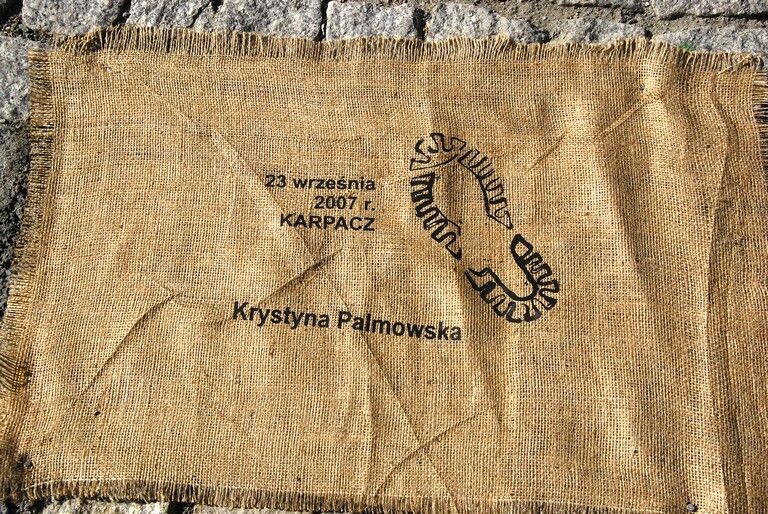 23 września
2007 r.
KARPACZ
Krystyna Palmowska